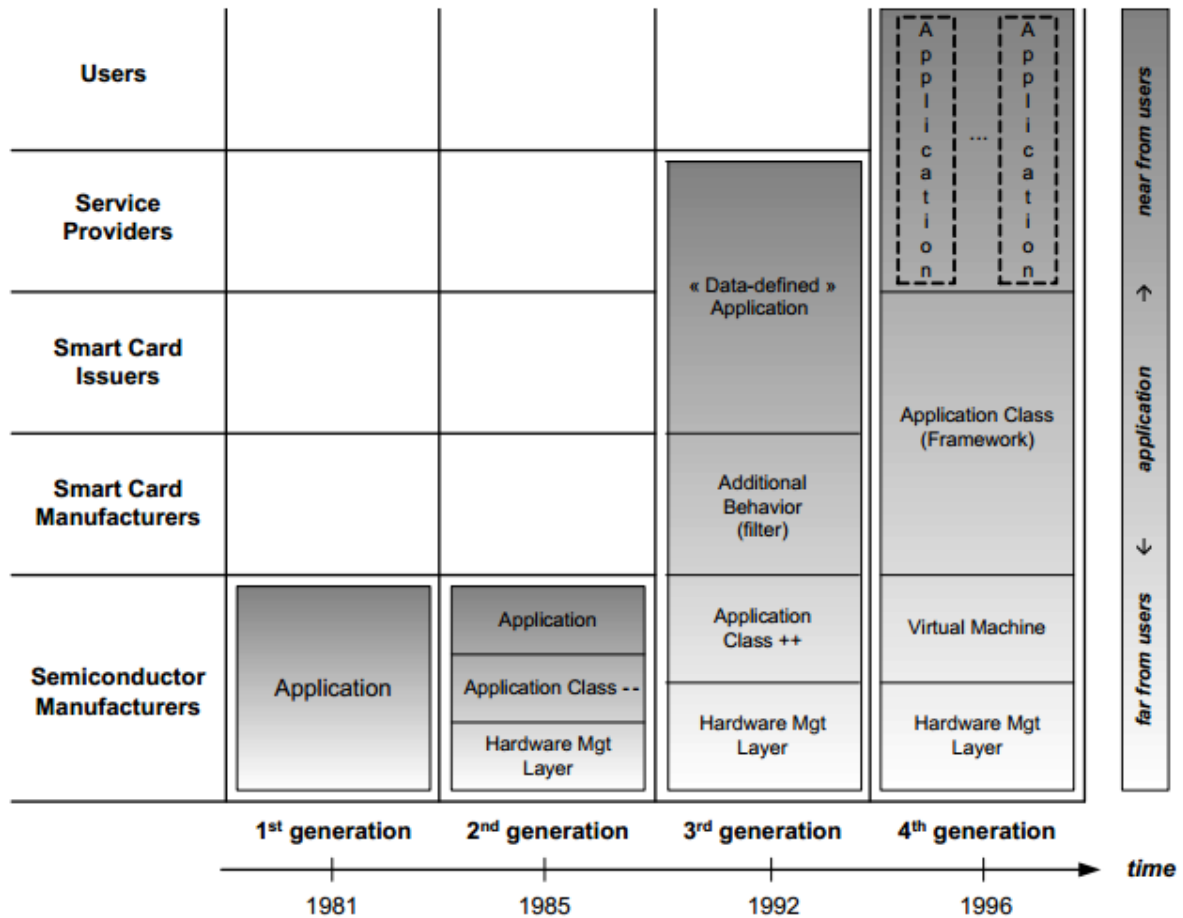 Users
Service
Providers
Smart Card
Issuers
Smart Card
Manufacturers
Semiconductor
Manufacturers
Application
Application
Application Class --
Hardware Mgt
Layer
« Data-defined »
Application
Additional
Behavior
(filter)
Application
Class ++
Hardware Mgt
Layer
Application
...
Application
Application Class
(Framework)
Virtual Machine
Hardware Mgt
Layer
near from users
↑
application
↓
far from users
1st generation
2nd generation
3rd generation
4th generation
time
1981
1985
1992
1996